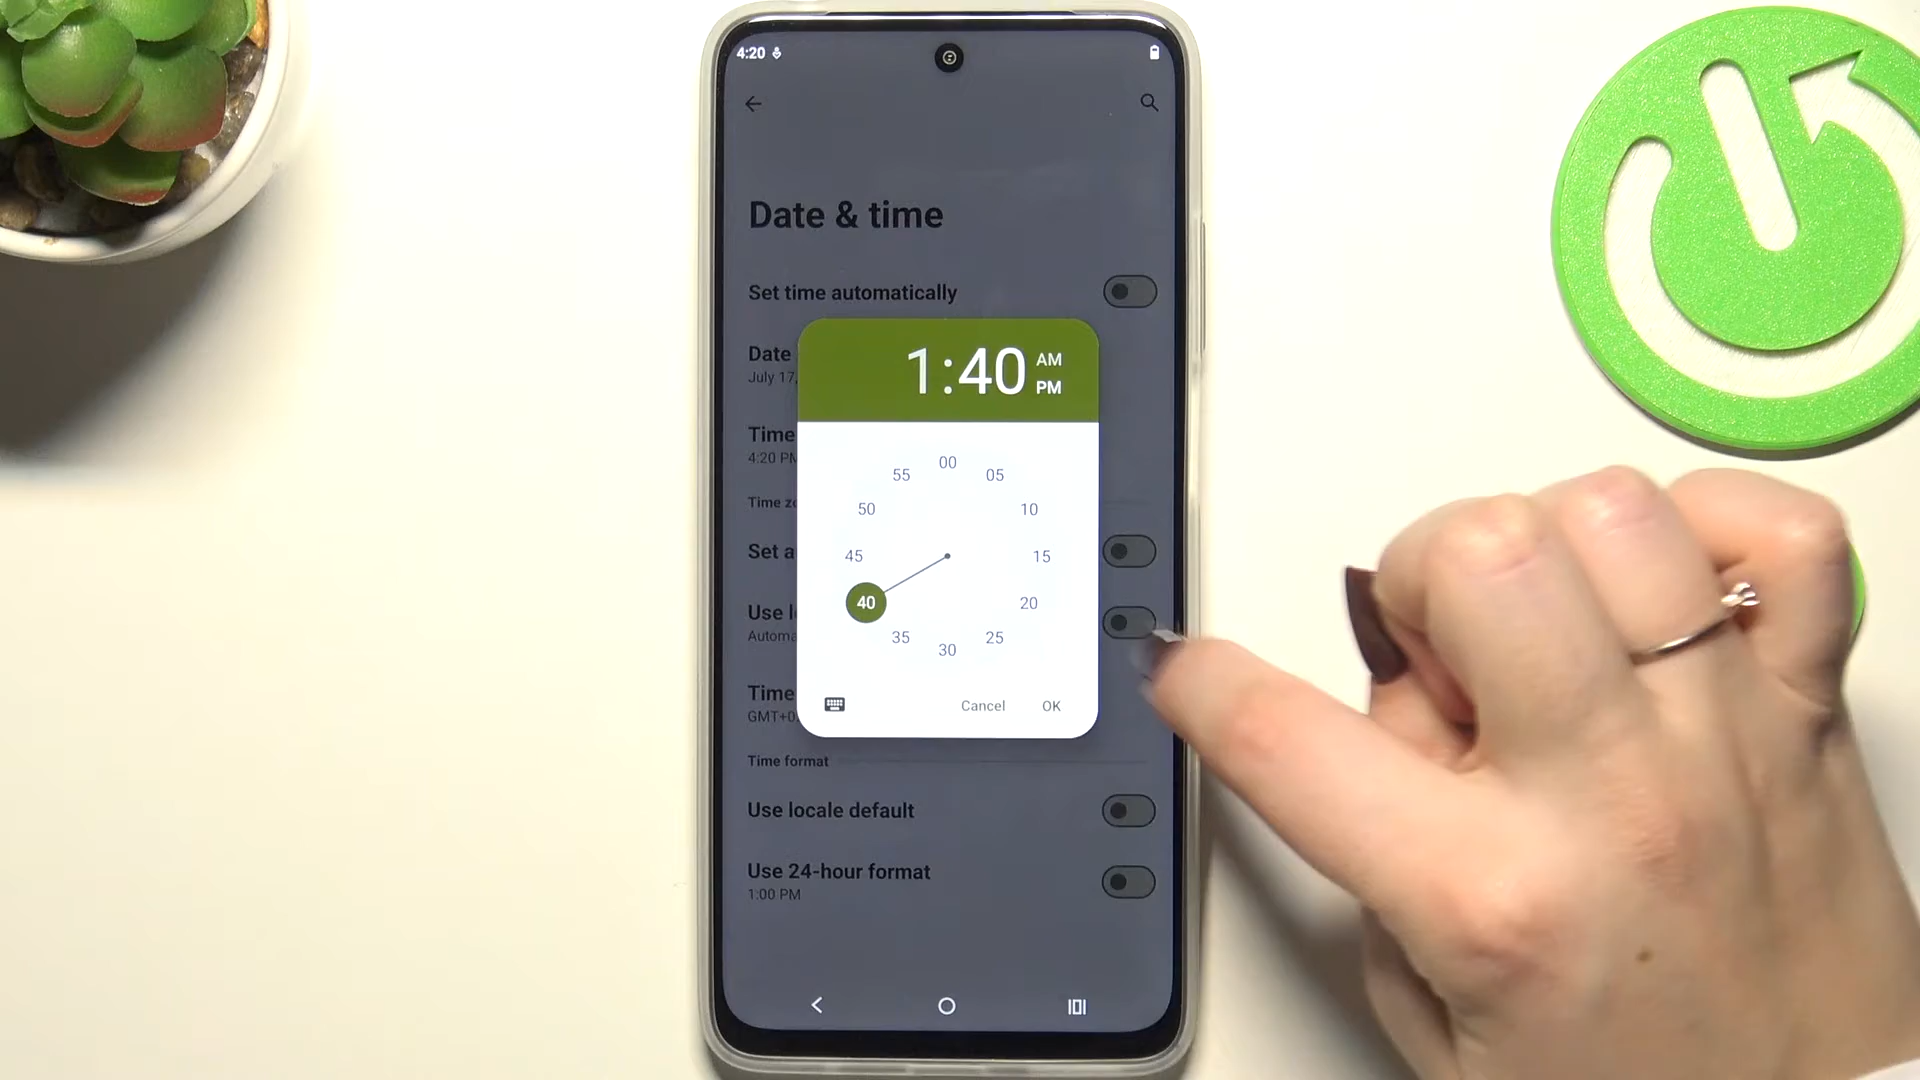 4:20
Date & time
Set time automatically
Date
July 17,
1:40
AM
PM
Time
4:20 PM
00
55
05
50
10
45
15
40
20
35
25
30
Time
Set a
Use
Automa
Time
GMT+0
Cancel
OK
Time format
Use locale default
Use 24-hour format
1:00 PM